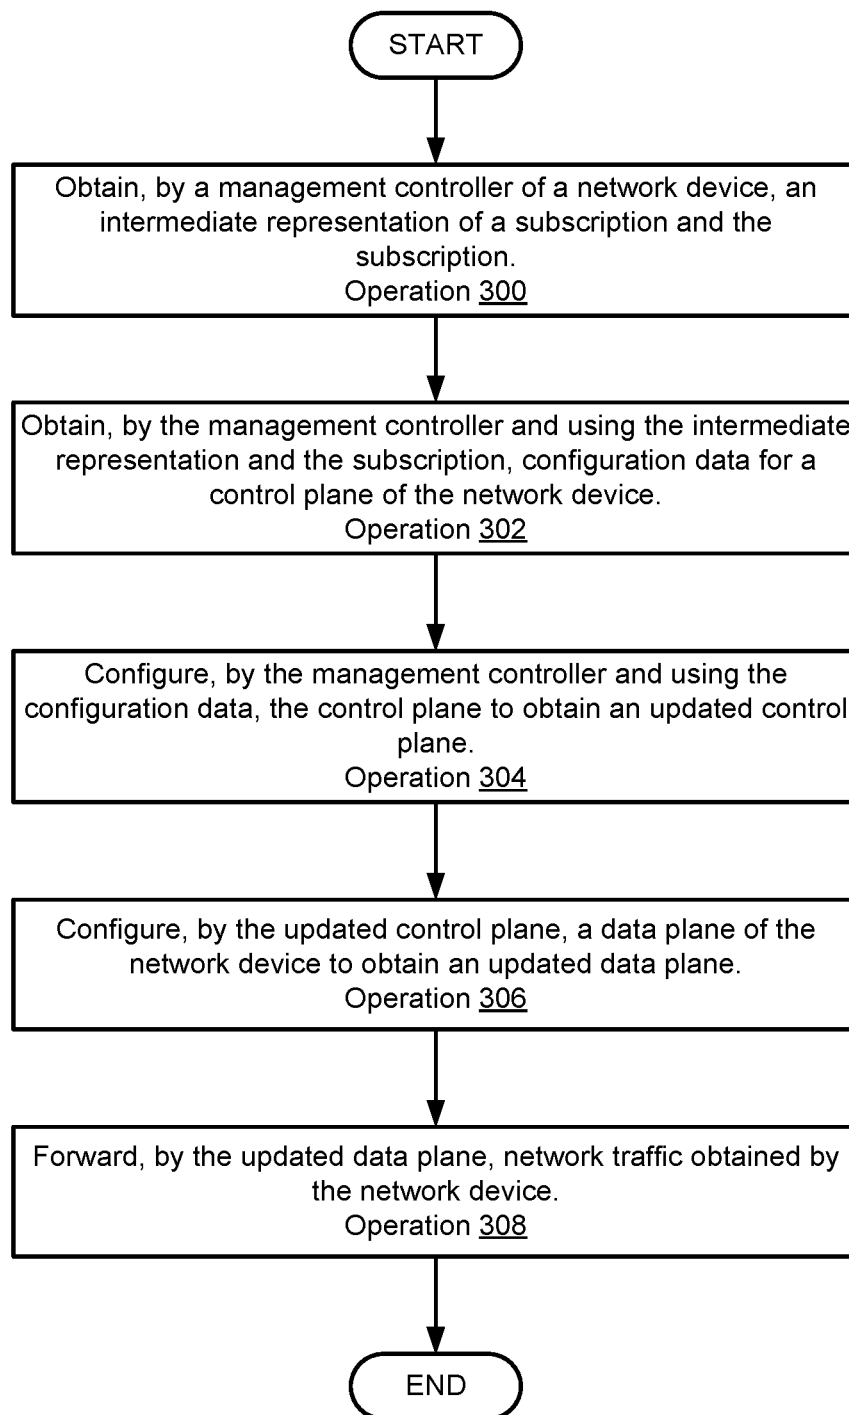 START
Obtain, by a management controller of a network device, an
intermediate representation of a subscription and the
subscription.
Operation 300
Obtain, by the management controller and using the intermediate
representation and the subscription, configuration data for a
control plane of the network device.
Operation 302
Configure, by the management controller and using the
configuration data, the control plane to obtain an updated control
plane.
Operation 304
Configure, by the updated control plane, a data plane of the
network device to obtain an updated data plane.
Operation 306
Forward, by the updated data plane, network traffic obtained by
the network device.
Operation 308
END